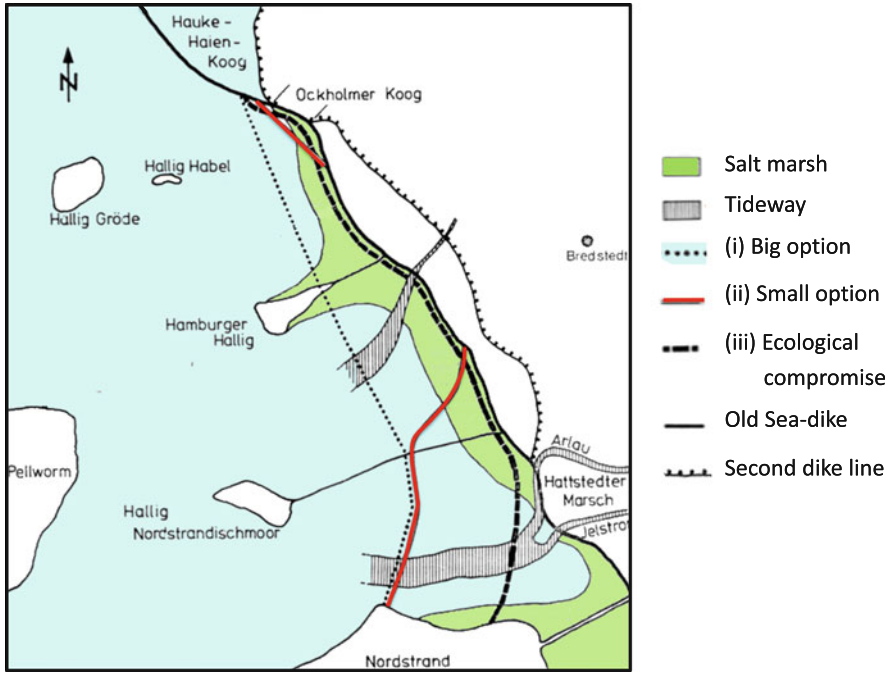 Hauke -
Haien-
Koog
N
Ockholmer Koog
Hallig Habel
Hallig Gröde
Bredstedt
Hamburger
Hallig
Arlau
Pellworm
Hattstedter
Marsch
Hallig
Nordstrandischmoor
Jelstrom
Nordstrand
Salt marsh
Tideway
(i) Big option
(ii) Small option
(iii) Ecological
compromise
Old Sea-dike
Second dike line